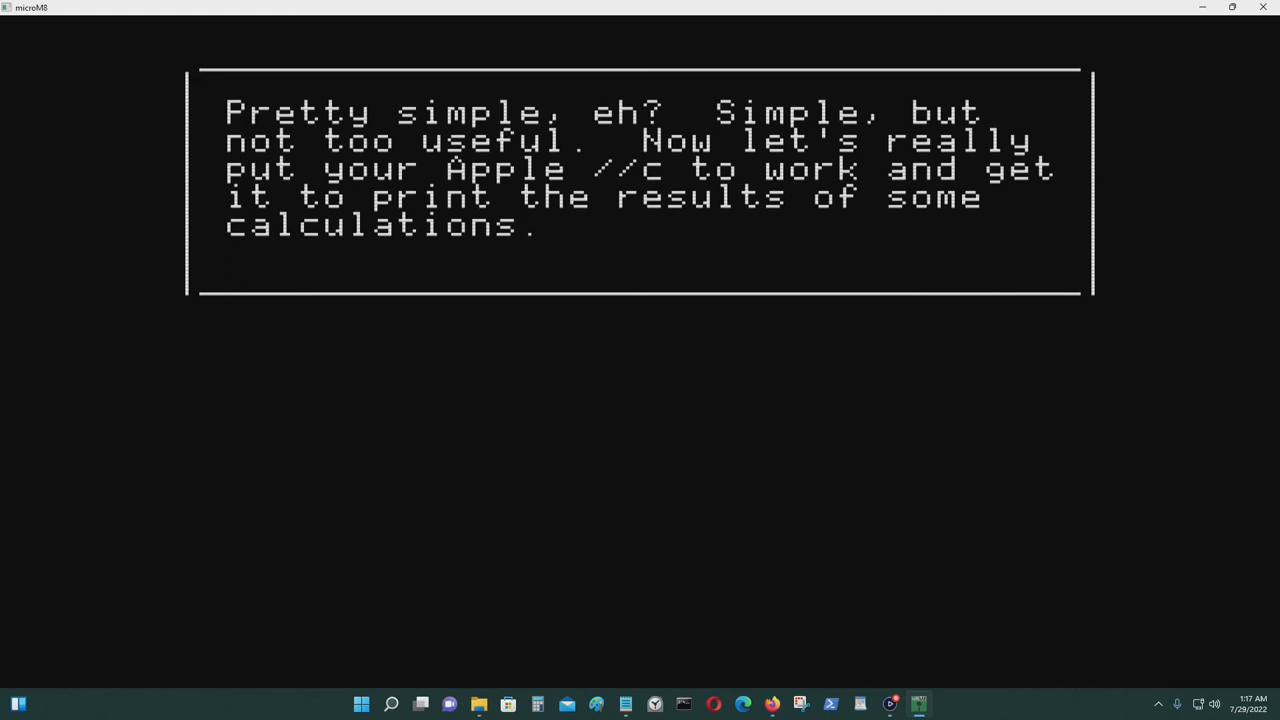 microM8
Pretty simple, eh?  Simple, but
not too useful.  Now let's really
put your Apple //c to work and get
it to print the results of some
calculations.
1:17 AM
7/29/2022